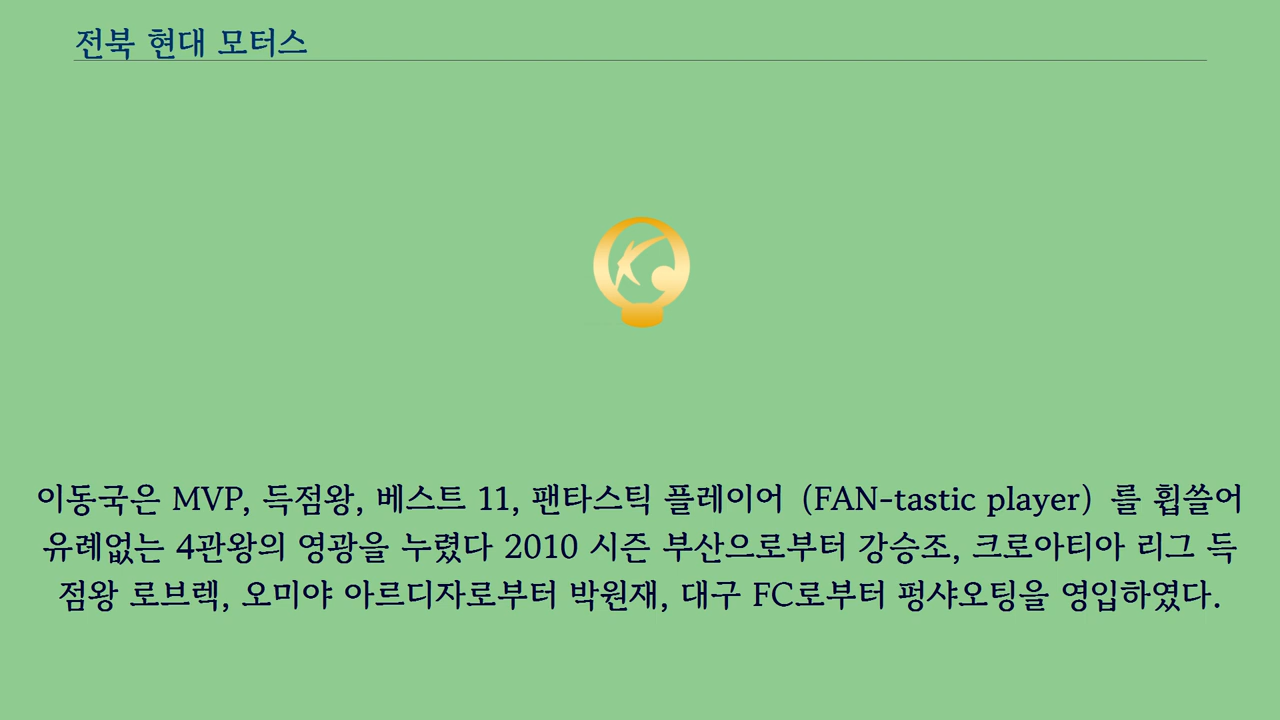 전북 현대 모터스
이동국은 MVP, 득점왕, 베스트 11, 팬타스틱 플레이어 (FAN-tastic player) 를 휩쓸어
유례없는 4관왕의 영광을 누렸다 2010 시즌 부산으로부터 강승조, 크로아티아 리그 득
점왕 로브렉, 오미야 아르디자로부터 박원재, 대구 FC로부터 펑샤오팅을 영입하였다.